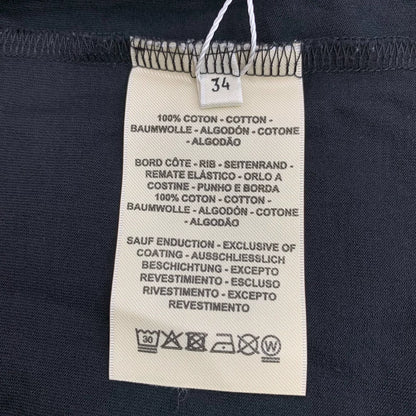 34
100% COTON - COTTON -
BAUMWOLLE - ALGODÓN - COTONE
- ALGODÃO
BORD CÔTE - RIB - SEITENRAND -
REMATE ELÁSTICO - ORLO A
COSTINE - PUNHO E BORDA
100% COTON - COTTON -
BAUMWOLLE - ALGODÓN - COTONE
- ALGODÃO
SAUF ENDUCTION - EXCLUSIVE OF
COATING - AUSSCHLIESSLICH
BESCHICHTUNG - EXCEPTO
REVESTIMIENTO - ESCLUSO
RIVESTIMENTO - EXCEPTO
REVESTIMENTO
30 W